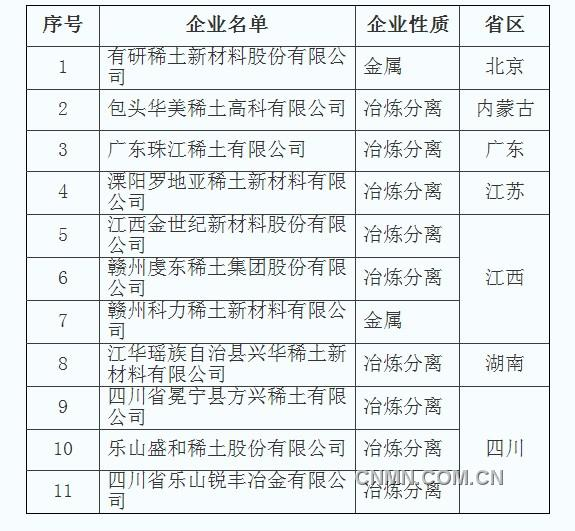 序号 企业名单 企业性质 省区
1 有研稀土新材料股份有限公 金属 北京
司
2 包头华美稀土高科有限公司 冶炼分离 内蒙古
3 广东珠江稀土有限公司 冶炼分离 广东
4 溧阳罗地亚稀土新材料有限 冶炼分离 江苏
公司
5 江西金世纪新材料股份有限 冶炼分离
公司
6 赣州虔东稀土集团股份有限 冶炼分离 江西
公司
7 赣州科力稀土新材料有限公 金属
司
8 江华瑶族自治县兴华稀土新 冶炼分离 湖南
材料有限公司
9 四川省冕宁县方兴稀土有限 冶炼分离
公司
10 乐山盛和稀土股份有限公司 冶炼分离 四川
11 四川省乐山锐丰冶金有限公 冶炼分离
司
CNMN.COM.CN